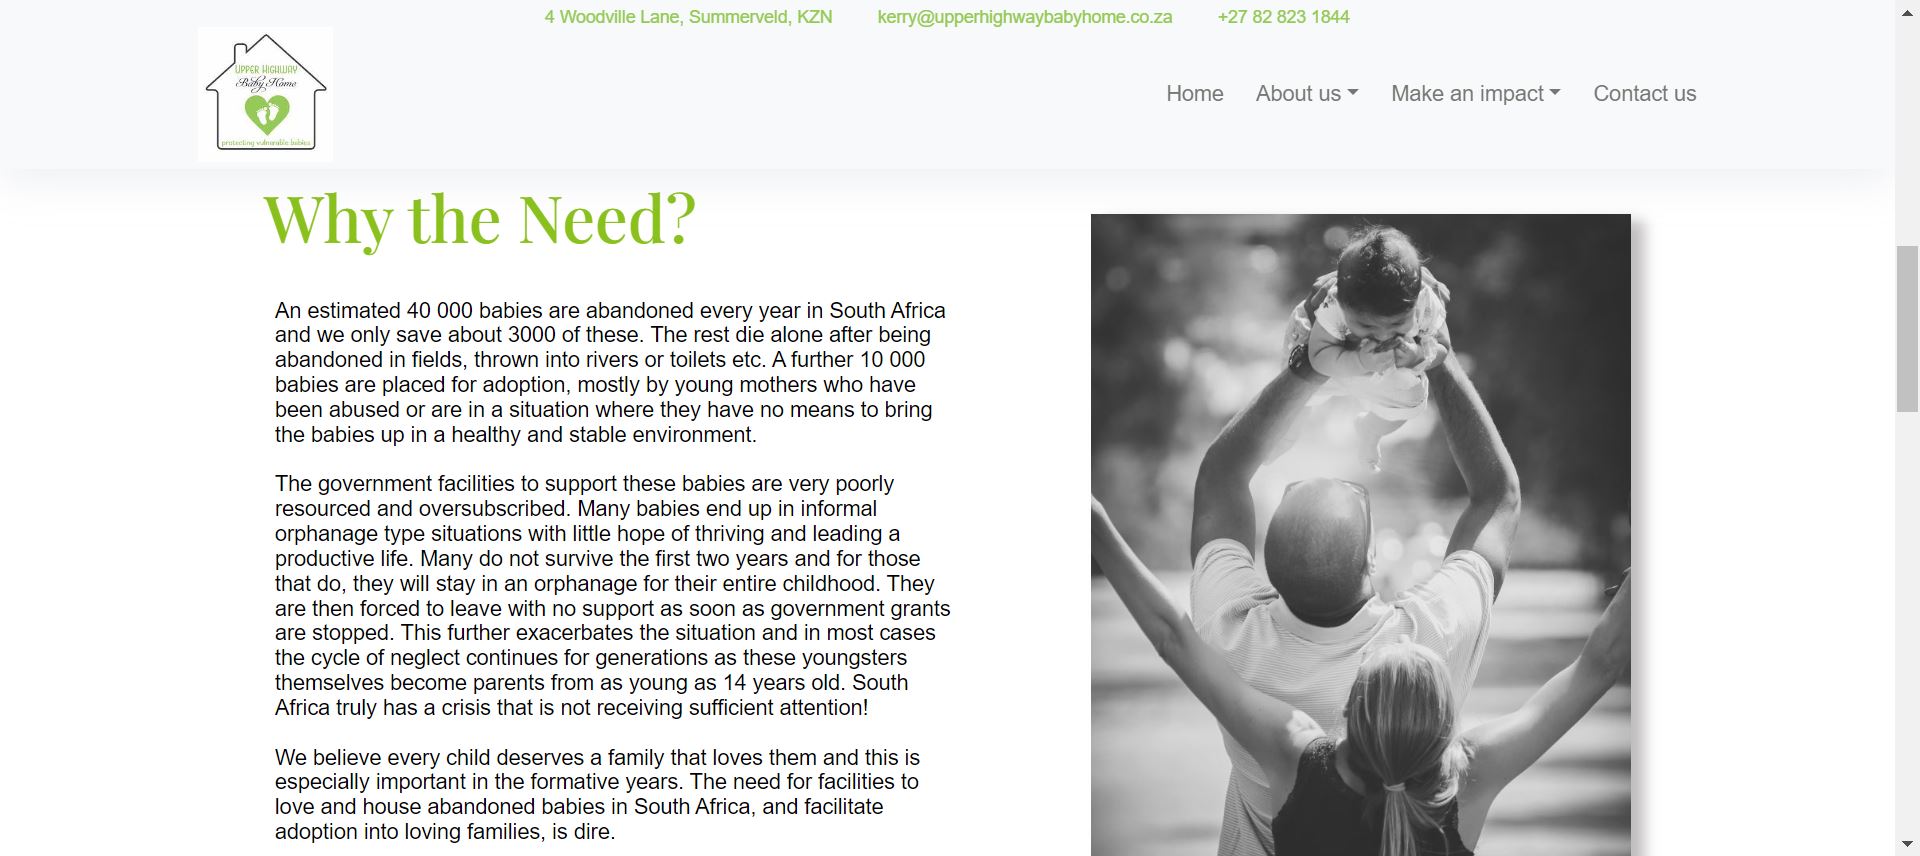 4 Woodville Lane, Summerveld, KZN kerry@upperhighwaybabyhome.co.za +27 82 823 1844
UPPER HIGHWAY
Baby Home
protecting vulnerable babies
Home About us Make an impact Contact us
Why the Need?
An estimated 40 000 babies are abandoned every year in South Africa
and we only save about 3000 of these. The rest die alone after being
abandoned in fields, thrown into rivers or toilets etc. A further 10 000
babies are placed for adoption, mostly by young mothers who have
been abused or are in a situation where they have no means to bring
the babies up in a healthy and stable environment.
The government facilities to support these babies are very poorly
resourced and oversubscribed. Many babies end up in informal
orphanage type situations with little hope of thriving and leading a
productive life. Many do not survive the first two years and for those
that do, they will stay in an orphanage for their entire childhood. They
are then forced to leave with no support as soon as government grants
are stopped. This further exacerbates the situation and in most cases
the cycle of neglect continues for generations as these youngsters
themselves become parents from as young as 14 years old. South
Africa truly has a crisis that is not receiving sufficient attention!
We believe every child deserves a family that loves them and this is
especially important in the formative years. The need for facilities to
love and house abandoned babies in South Africa, and facilitate
adoption into loving families, is dire.